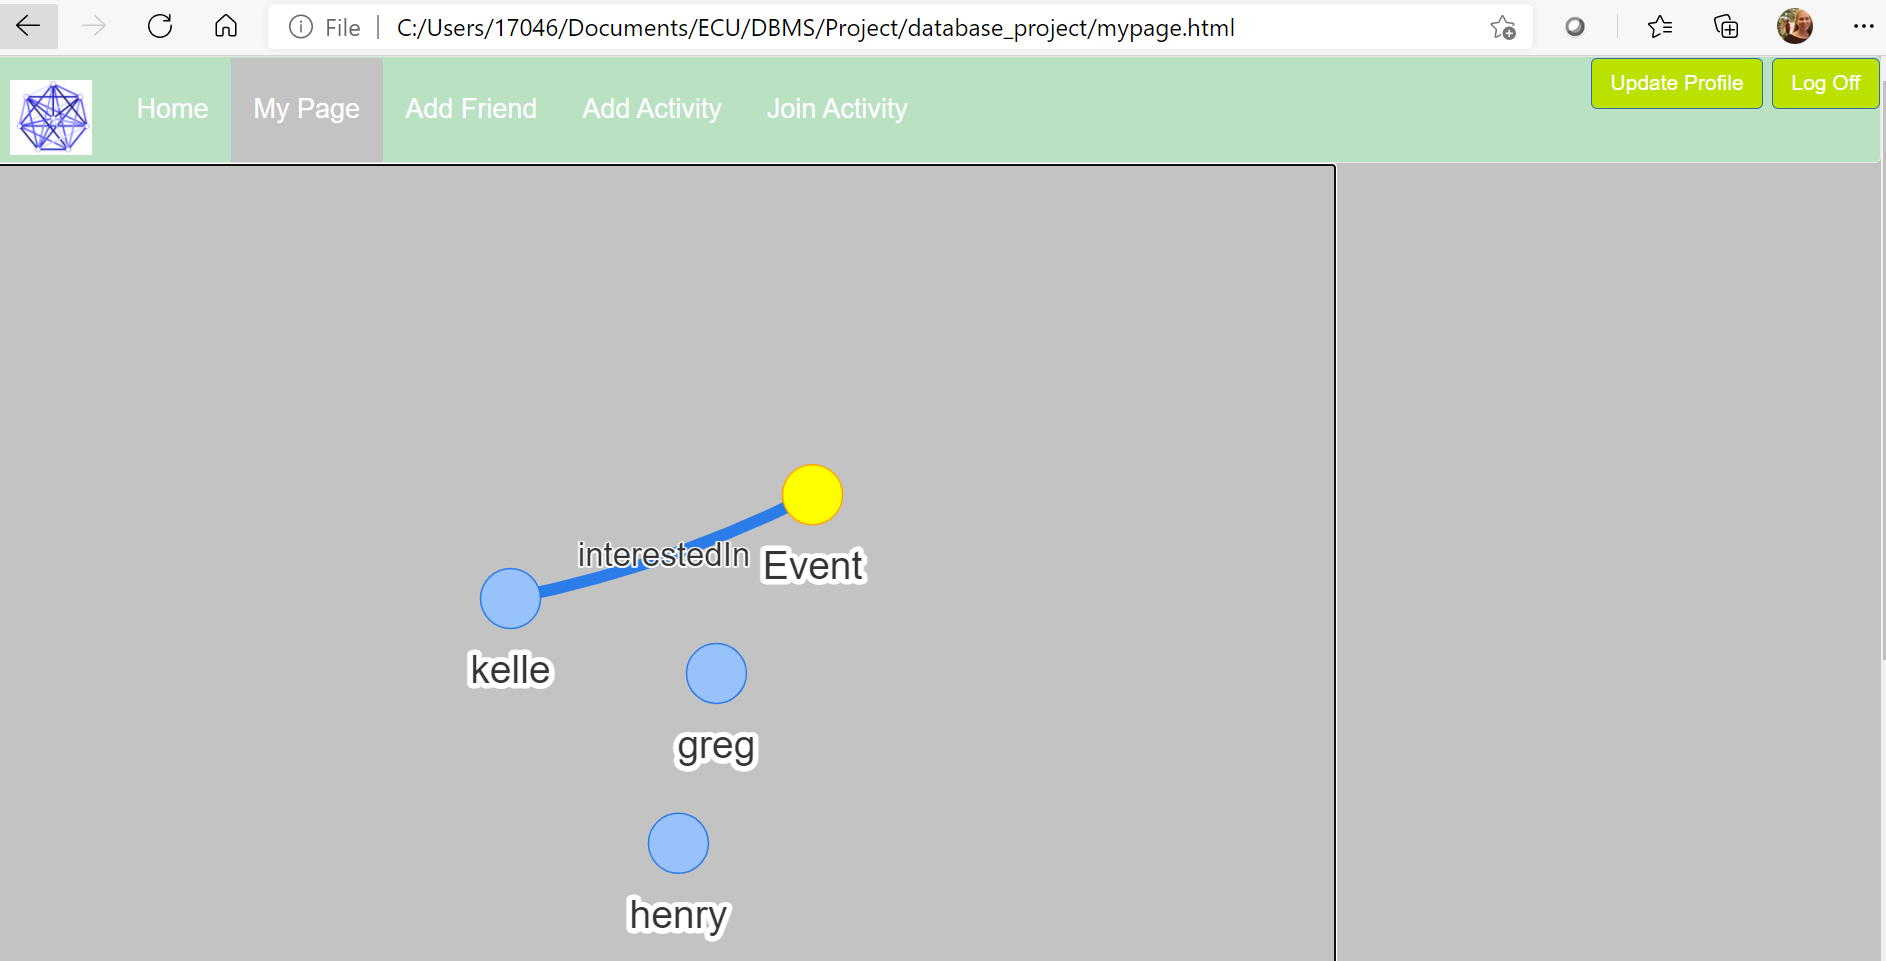 File C:/Users/17046/Documents/ECU/DBMS/Project/database_project/mypage.html
Home My Page Add Friend Add Activity Join Activity Update Profile Log Off
interestedIn Event
kelle
greg
henry